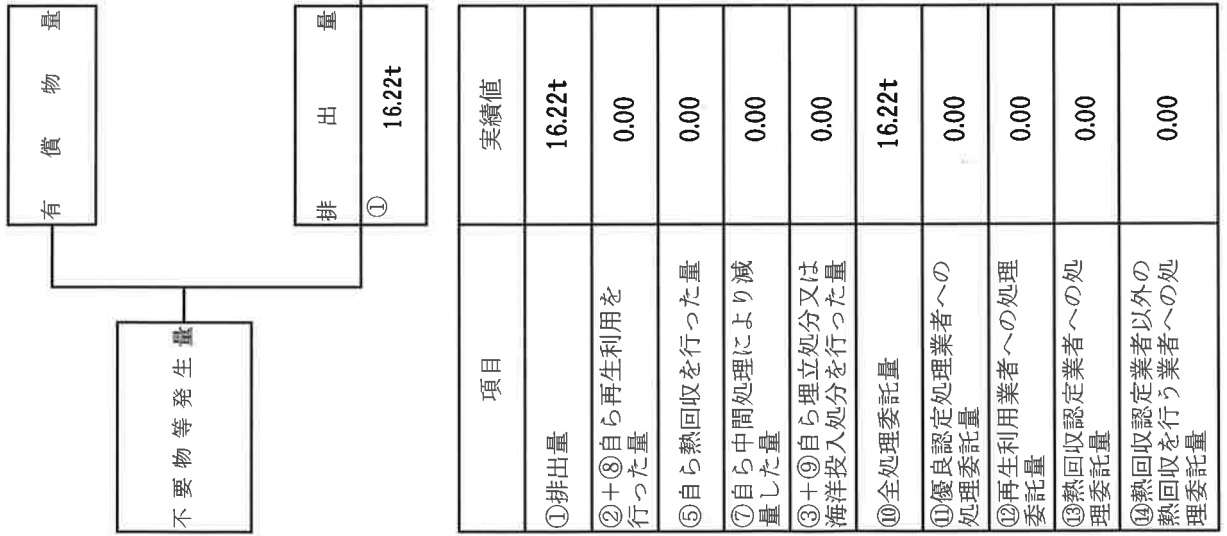 有償物量
不要物等発生量
排出量
①
16.22t
項目
実績値
①排出量
16.22t
②+⑧自ら再生利用を
行った量
0.00
⑤自ら熱回収を行った量
0.00
⑦自ら中間処理により減
量した量
0.00
③+⑨自ら埋立処分又は
海洋投入処分を行った量
0.00
⑩全処理委託量
16.22t
⑪優良認定処理業者への
処理委託量
0.00
⑫再生利用業者への処理
委託量
0.00
⑬熱回収認定業者への処
理委託量
0.00
⑭熱回収認定業者以外の
熱回収を行う業者への処
理委託量
0.00